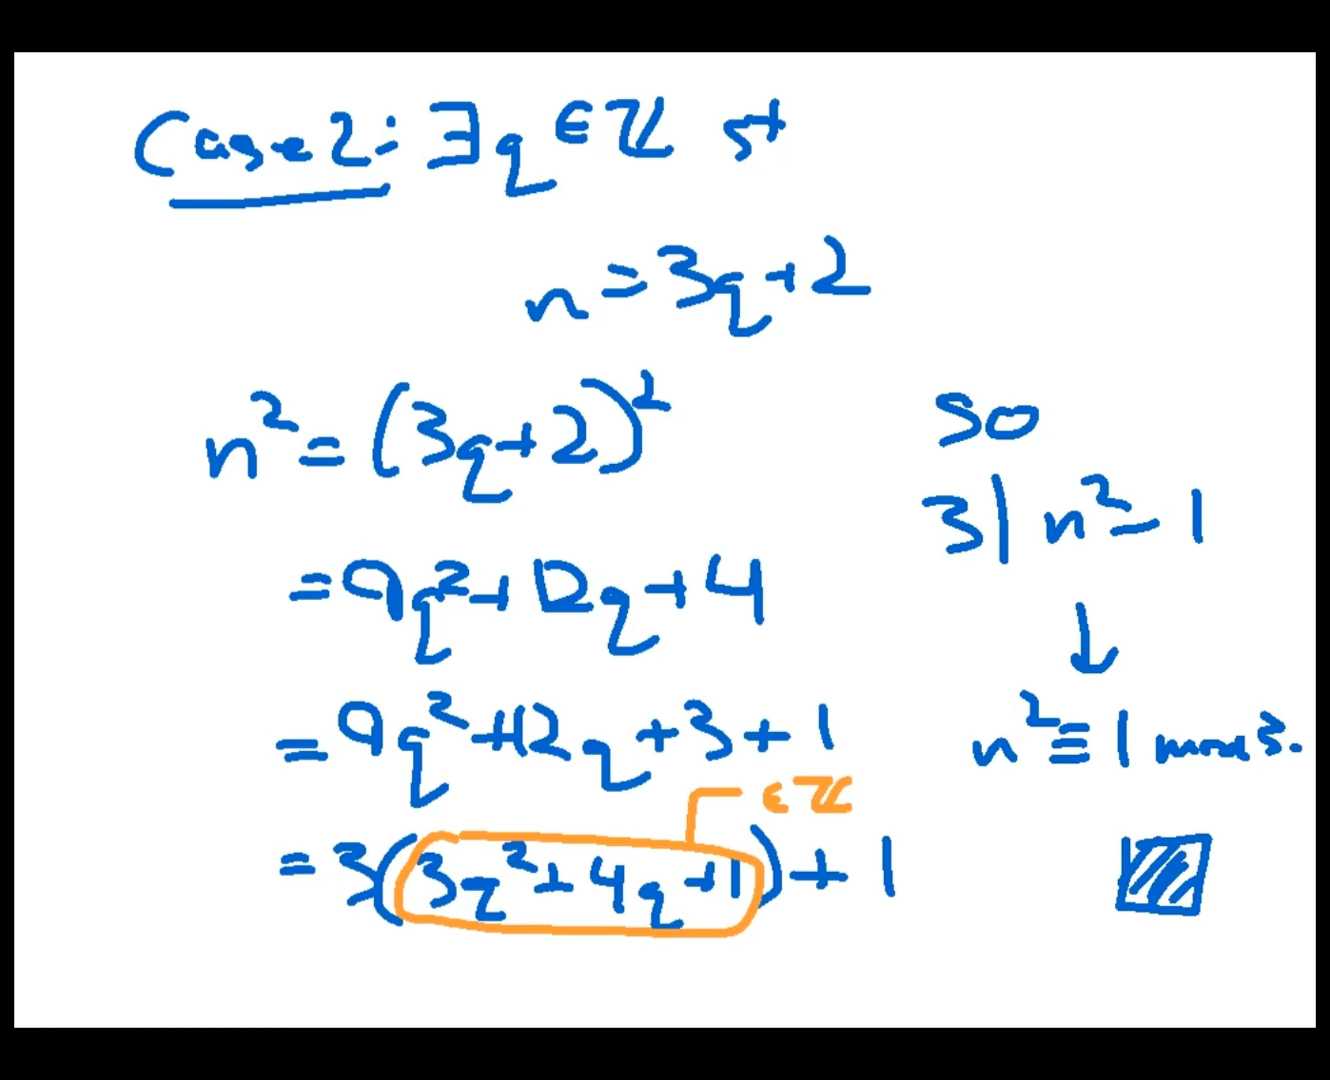 Case 2: ∃q ∈ ℤ st
n = 3q + 2
n² = (3q + 2)²
= 9q² + 12q + 4
= 9q² + 12q + 3 + 1
∈ ℤ
= 3(3q² + 4q + 1) + 1
so
3 | n² - 1
↓
n² ≡ 1 mod 3.